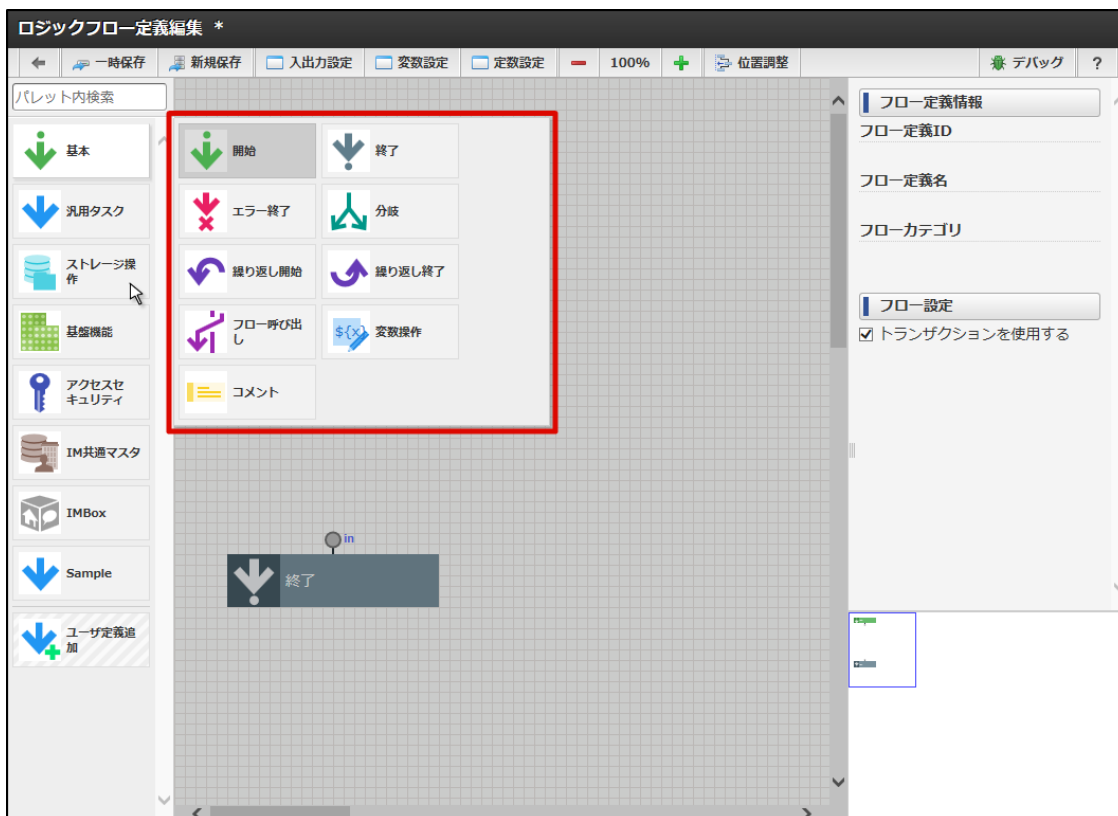 ロジックフロー定義編集 *
一時保存 新規保存 入出力設定 変数設定 定数設定 100% 位置調整 デバッグ ?
パレット内検索
基本
汎用タスク
ストレージ操
作
基盤機能
アクセスセ
キュリティ
IM共通マスタ
IMBox
Sample
ユーザ定義追
加
開始 終了
エラー終了 分岐
繰り返し開始 繰り返し終了
フロー呼び出
し
${x} 変数操作
コメント
in
終了
フロー定義情報
フロー定義ID
フロー定義名
フローカテゴリ
フロー設定
トランザクションを使用する